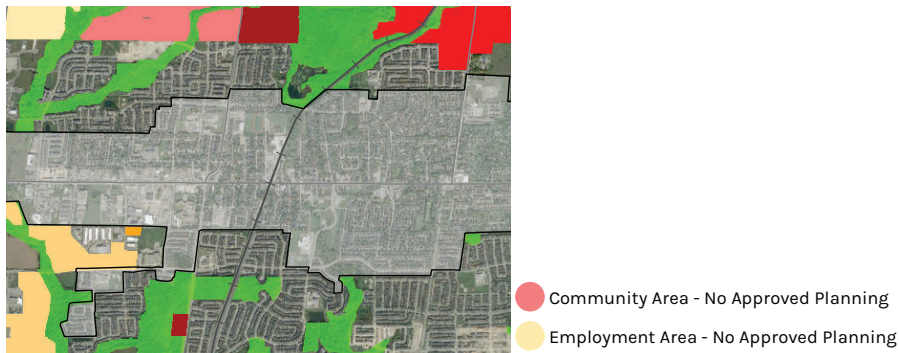 Community Area - No Approved Planning
Employment Area - No Approved Planning